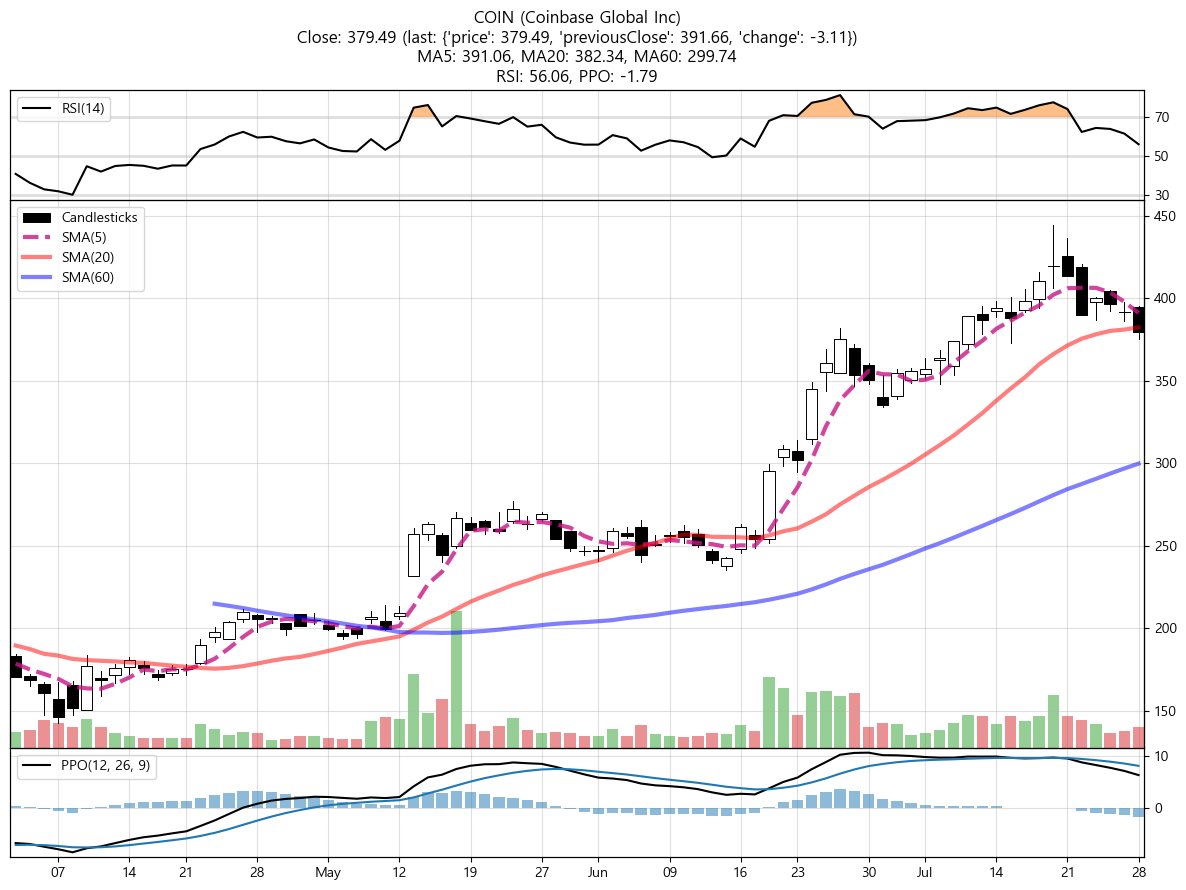 COIN (Coinbase Global Inc)
Close: 379.49 (last: {'price': 379.49, 'previousClose': 391.66, 'change': -3.11})
MA5: 391.06, MA20: 382.34, MA60: 299.74
RSI: 56.06, PPO: -1.79
RSI(14)
70
50
30
Candlesticks
SMA(5)
SMA(20)
SMA(60)
450
400
350
300
250
200
150
PPO(12, 26, 9)
10
0
07 14 21 28 May 12 19 27 Jun 09 16 23 30 Jul 14 21 28